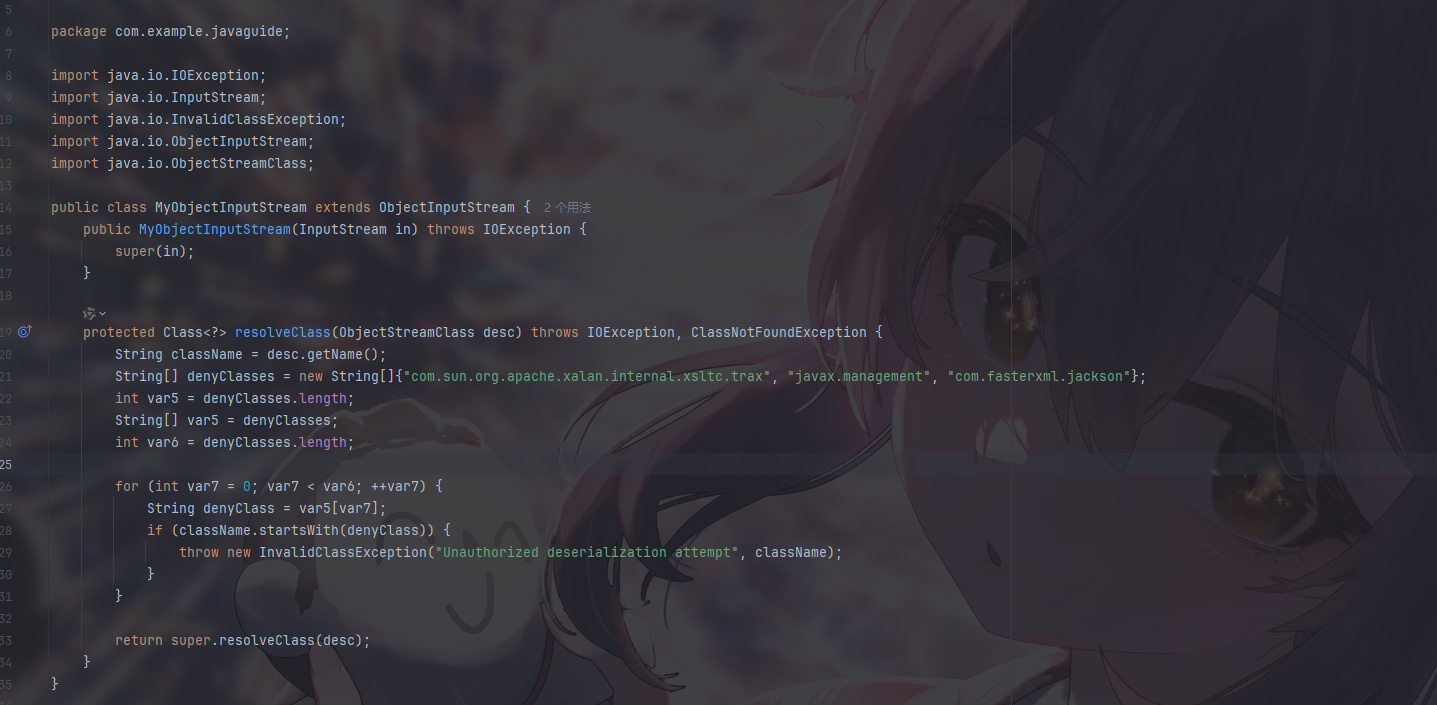 5
6 package com.example.javaguide;
7
8 import java.io.IOException;
9 import java.io.InputStream;
10 import java.io.InvalidClassException;
11 import java.io.ObjectInputStream;
12 import java.io.ObjectStreamClass;
13
14 public class MyObjectInputStream extends ObjectInputStream { 2 个用法
15 public MyObjectInputStream(InputStream in) throws IOException {
16 super(in);
17 }
18
19 protected Class<?> resolveClass(ObjectStreamClass desc) throws IOException, ClassNotFoundException {
20 String className = desc.getName();
21 String[] denyClasses = new String[]{"com.sun.org.apache.xalan.internal.xsltc.trax", "javax.management", "com.fasterxml.jackson"};
22 int var5 = denyClasses.length;
23 String[] var5 = denyClasses;
24 int var6 = denyClasses.length;
25
26 for (int var7 = 0; var7 < var6; ++var7) {
27 String denyClass = var5[var7];
28 if (className.startsWith(denyClass)) {
29 throw new InvalidClassException("Unauthorized deserialization attempt", className);
30 }
31 }
32
33 return super.resolveClass(desc);
34 }
35 }